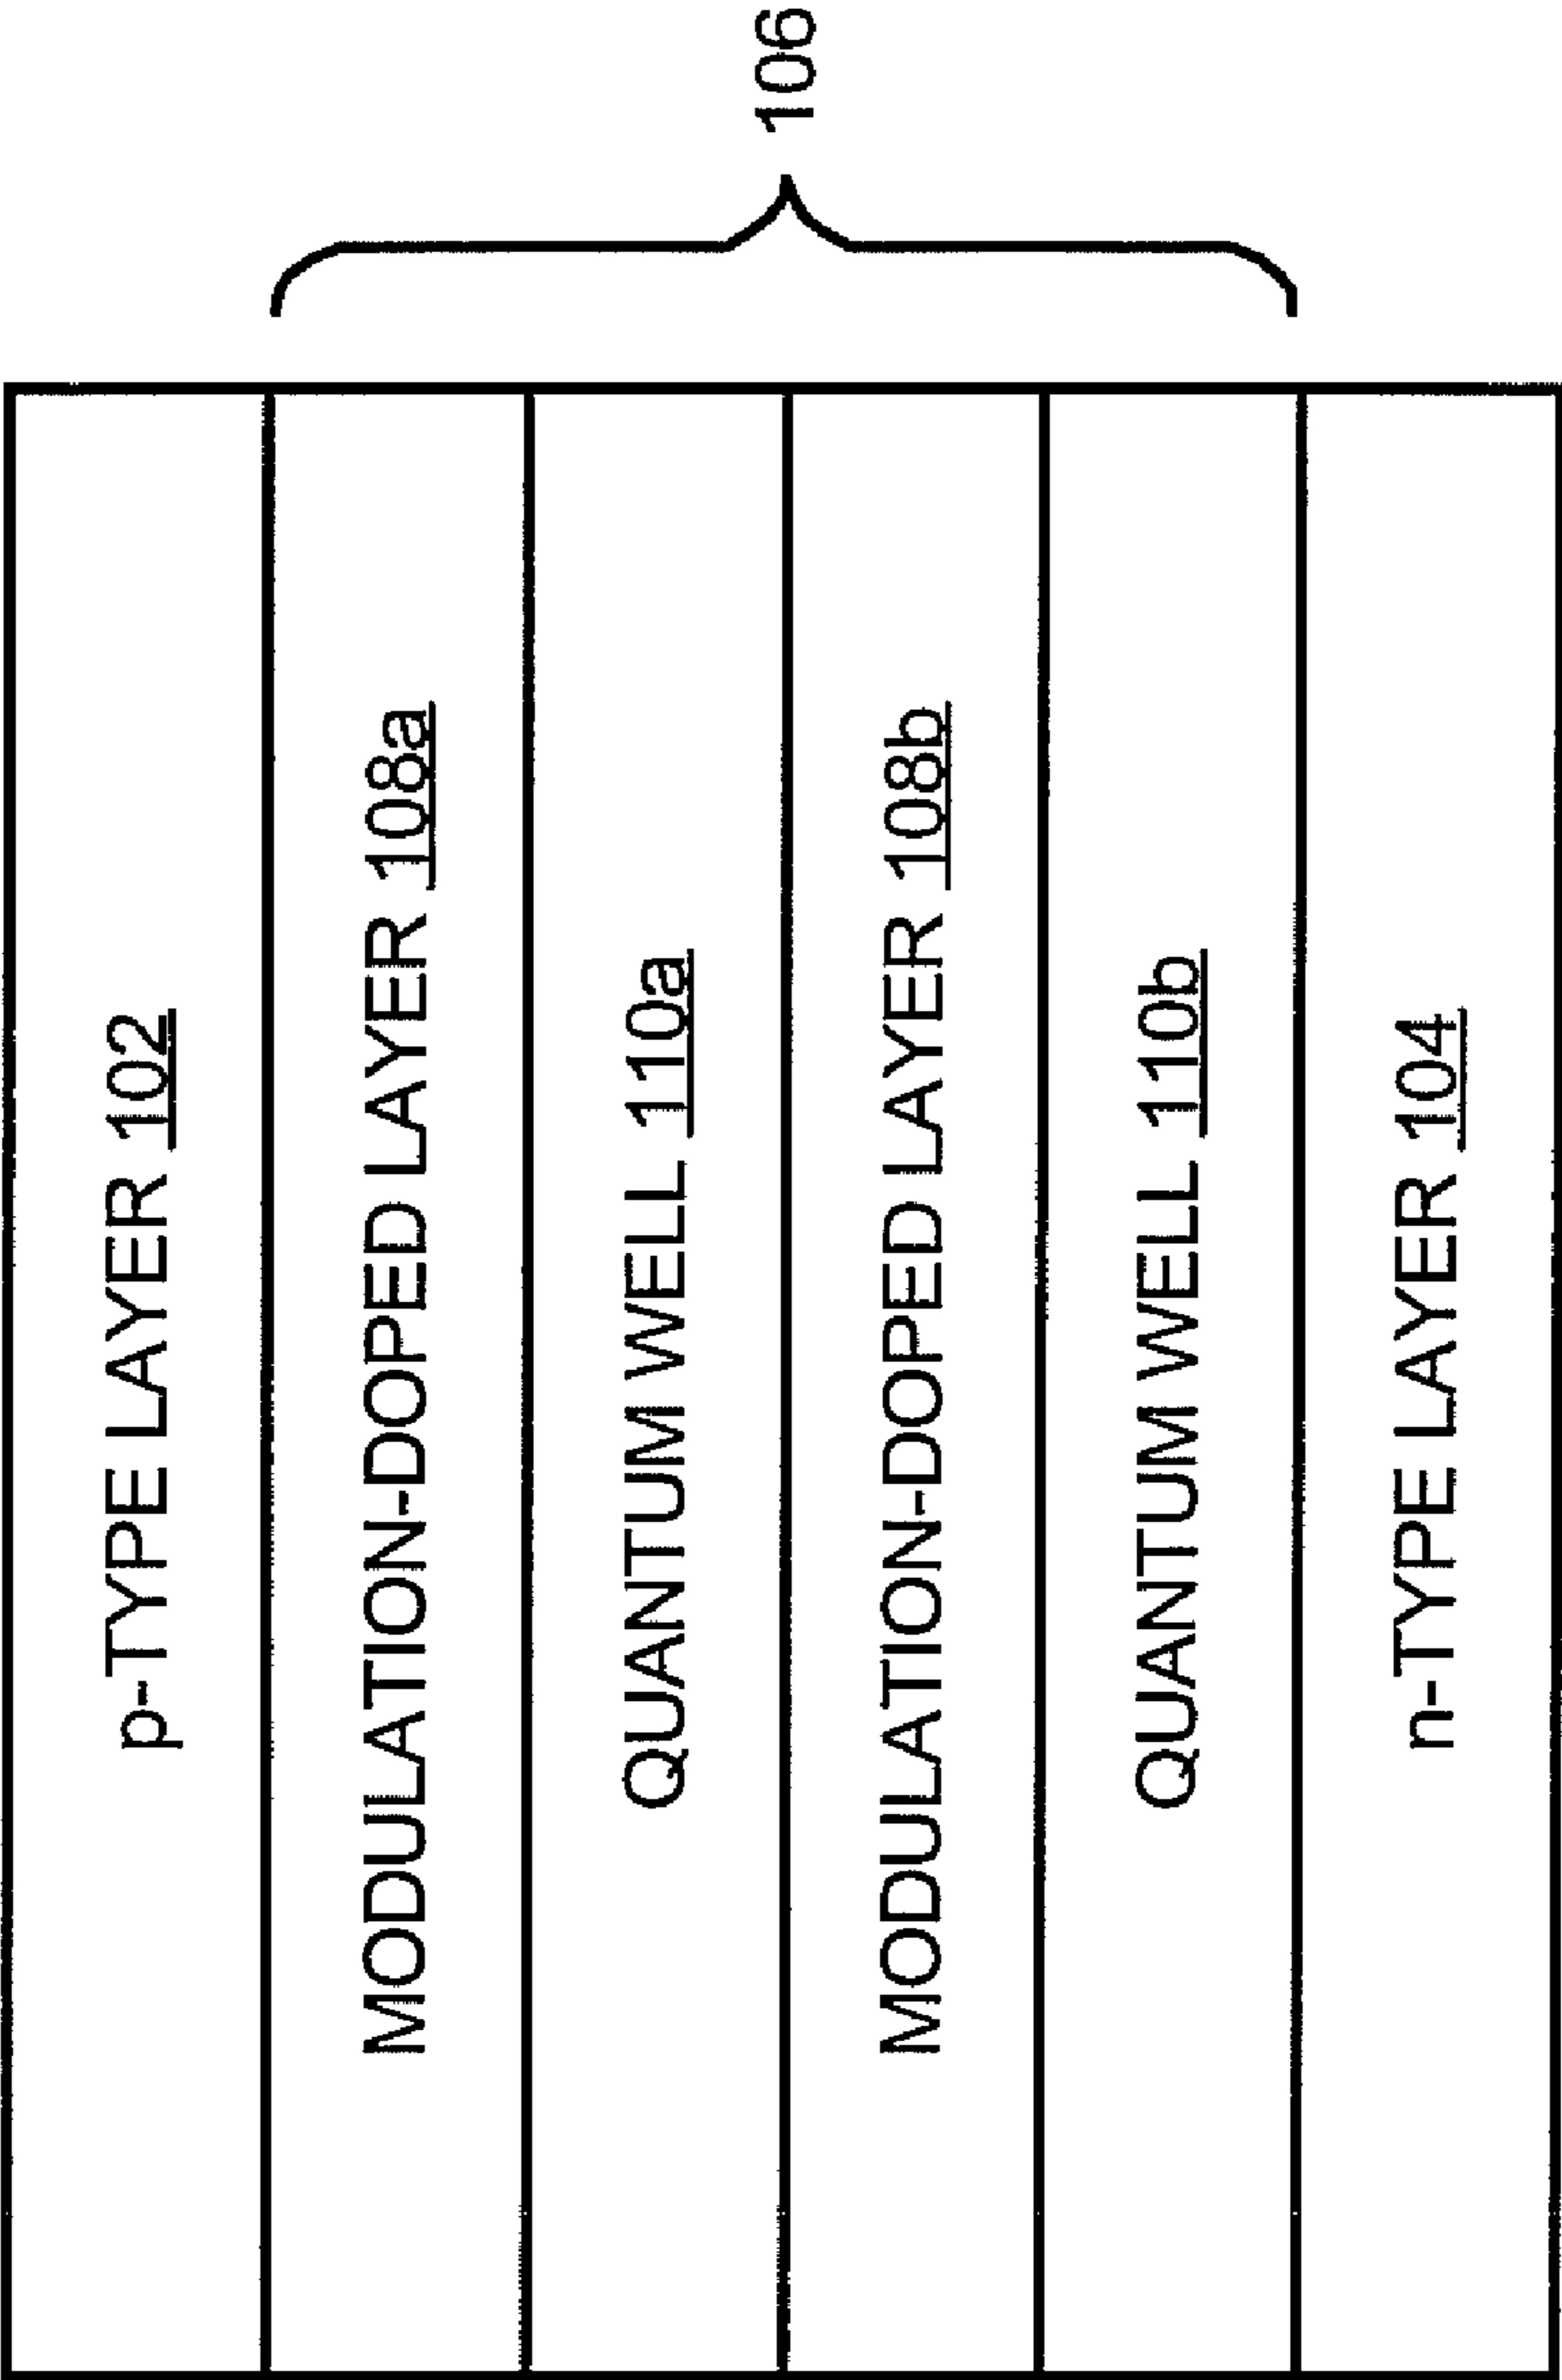 p-TYPE LAYER 102
MODULATION-DOPED LAYER 108a
QUANTUM WELL 110a
MODULATION-DOPED LAYER 108b
QUANTUM WELL 110b
n-TYPE LAYER 104
106